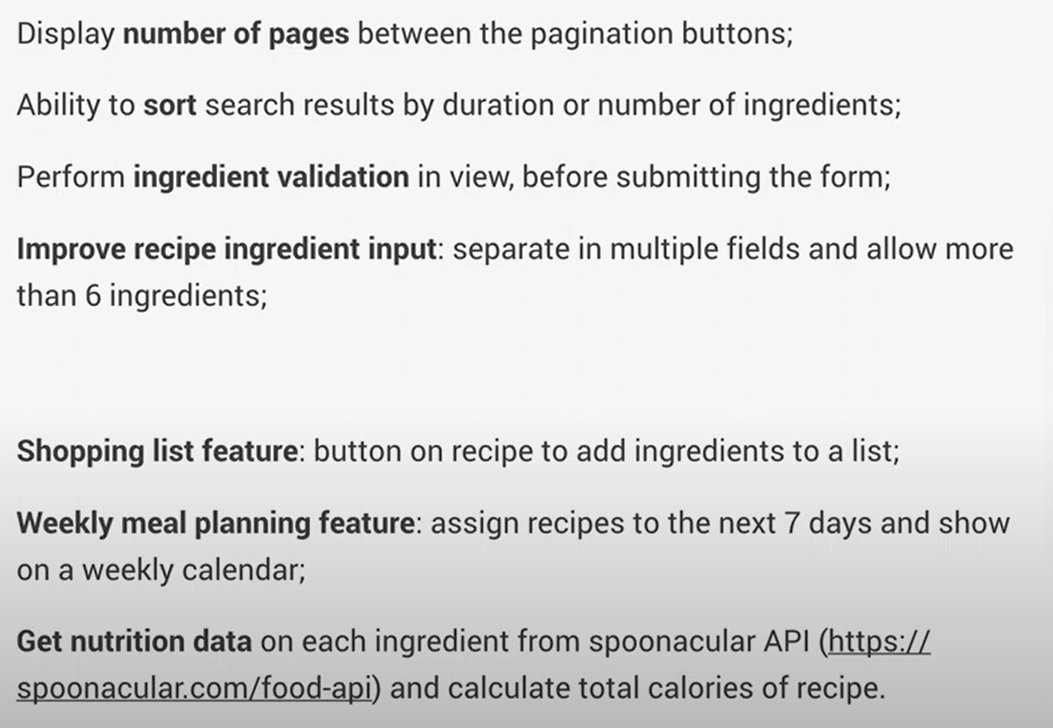 Display number of pages between the pagination buttons;
Ability to sort search results by duration or number of ingredients;
Perform ingredient validation in view, before submitting the form;
Improve recipe ingredient input: separate in multiple fields and allow more
than 6 ingredients;
Shopping list feature: button on recipe to add ingredients to a list;
Weekly meal planning feature: assign recipes to the next 7 days and show
on a weekly calendar;
Get nutrition data on each ingredient from spoonacular API (https://
spoonacular.com/food-api) and calculate total calories of recipe.